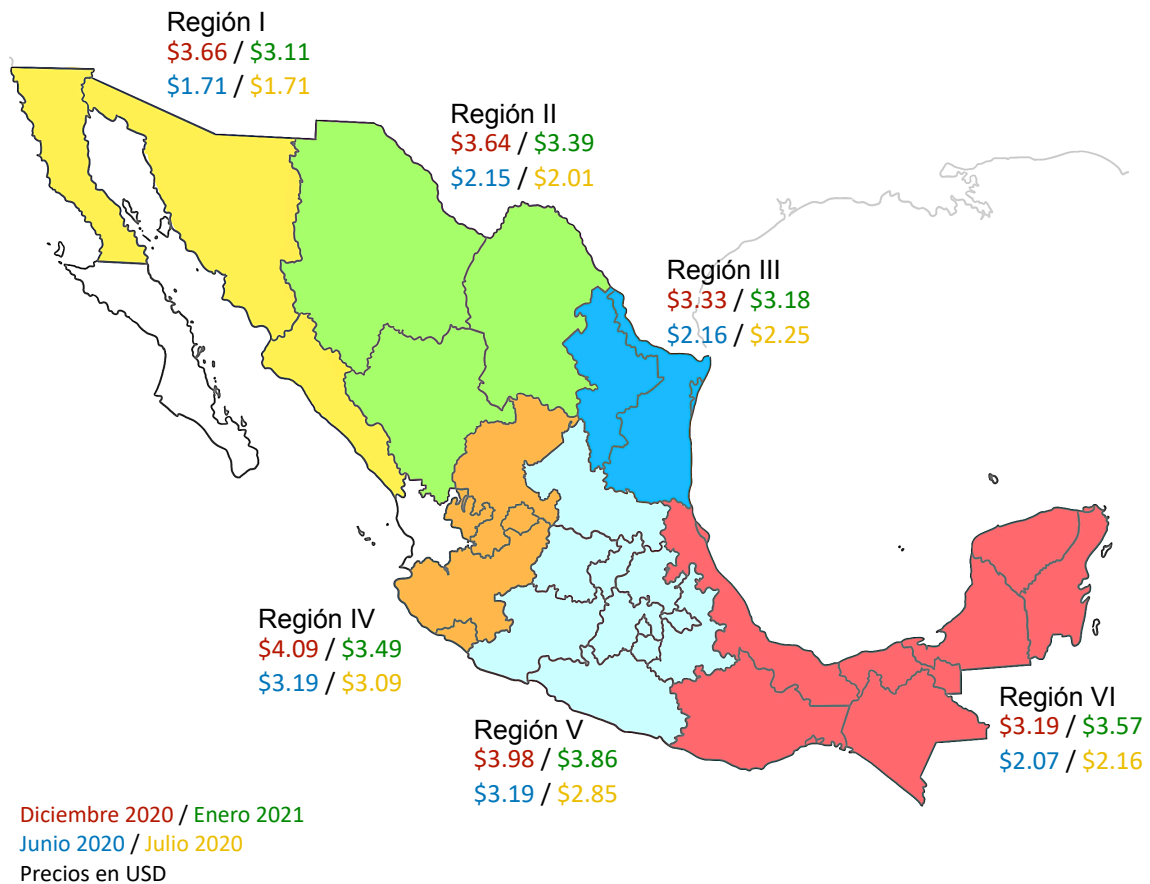 Región I
$3.66 / $3.11
$1.71 / $1.71
Región II
$3.64 / $3.39
$2.15 / $2.01
Región III
$3.33 / $3.18
$2.16 / $2.25
Región IV
$4.09 / $3.49
$3.19 / $3.09
Región V
$3.98 / $3.86
$3.19 / $2.85
Región VI
$3.19 / $3.57
$2.07 / $2.16
Diciembre 2020 / Enero 2021
Junio 2020 / Julio 2020
Precios en USD